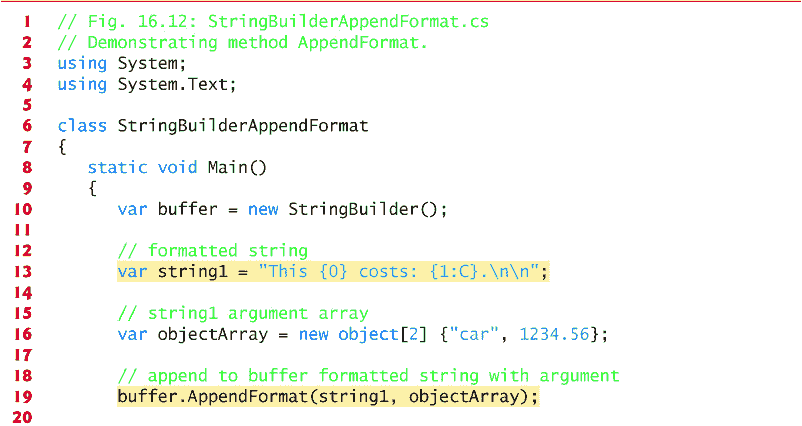 1 // Fig. 16.12: StringBuilderAppendFormat.cs
2 // Demonstrating method AppendFormat.
3 using System;
4 using System.Text;
5
6 class StringBuilderAppendFormat
7 {
8 static void Main()
9 {
10 var buffer = new StringBuilder();
11
12 // formatted string
13 var string1 = "This {0} costs: {1:C}.\n\n";
14
15 // string1 argument array
16 var objectArray = new object[2] {"car", 1234.56};
17
18 // append to buffer formatted string with argument
19 buffer.AppendFormat(string1, objectArray);
20